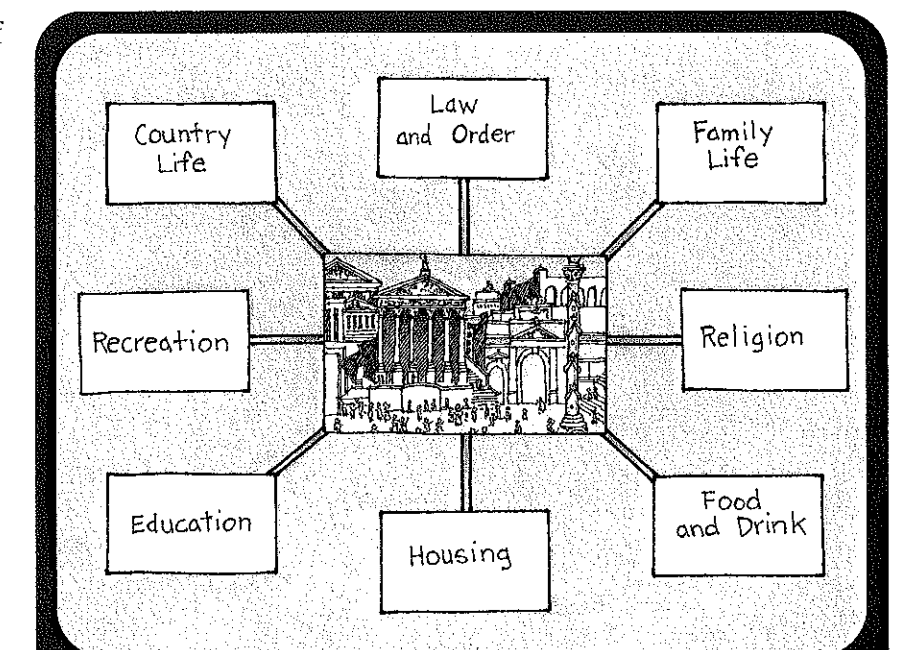 Country
Life
Law
and Order
Family
Life
Recreation
Religion
Education
Housing
Food
and Drink